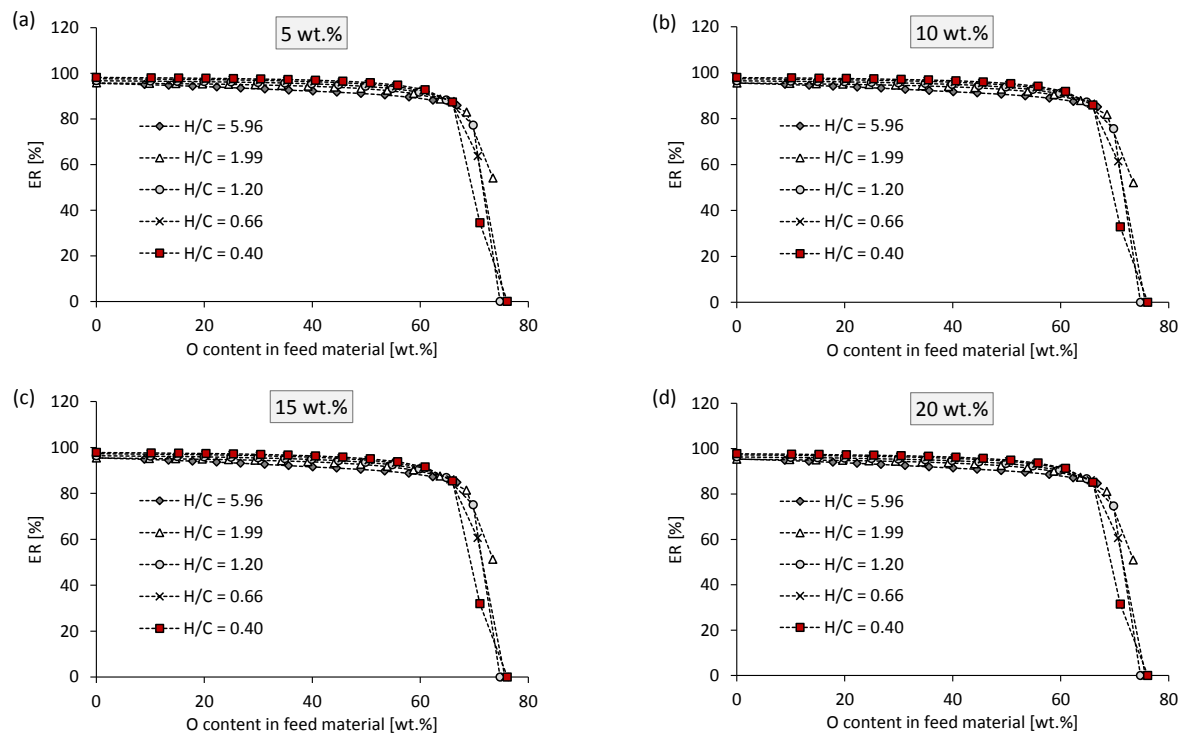 (a)
5 wt.%
120
100
80
60
40
20
0
ER [%]
H/C = 5.96
H/C = 1.99
H/C = 1.20
H/C = 0.66
H/C = 0.40
0 20 40 60 80
O content in feed material [wt.%]
(b)
10 wt.%
120
100
80
60
40
20
0
ER [%]
H/C = 5.96
H/C = 1.99
H/C = 1.20
H/C = 0.66
H/C = 0.40
0 20 40 60 80
O content in feed material [wt.%]
(c)
15 wt.%
120
100
80
60
40
20
0
ER [%]
H/C = 5.96
H/C = 1.99
H/C = 1.20
H/C = 0.66
H/C = 0.40
0 20 40 60 80
O content in feed material [wt.%]
(d)
20 wt.%
120
100
80
60
40
20
0
ER [%]
H/C = 5.96
H/C = 1.99
H/C = 1.20
H/C = 0.66
H/C = 0.40
0 20 40 60 80
O content in feed material [wt.%]